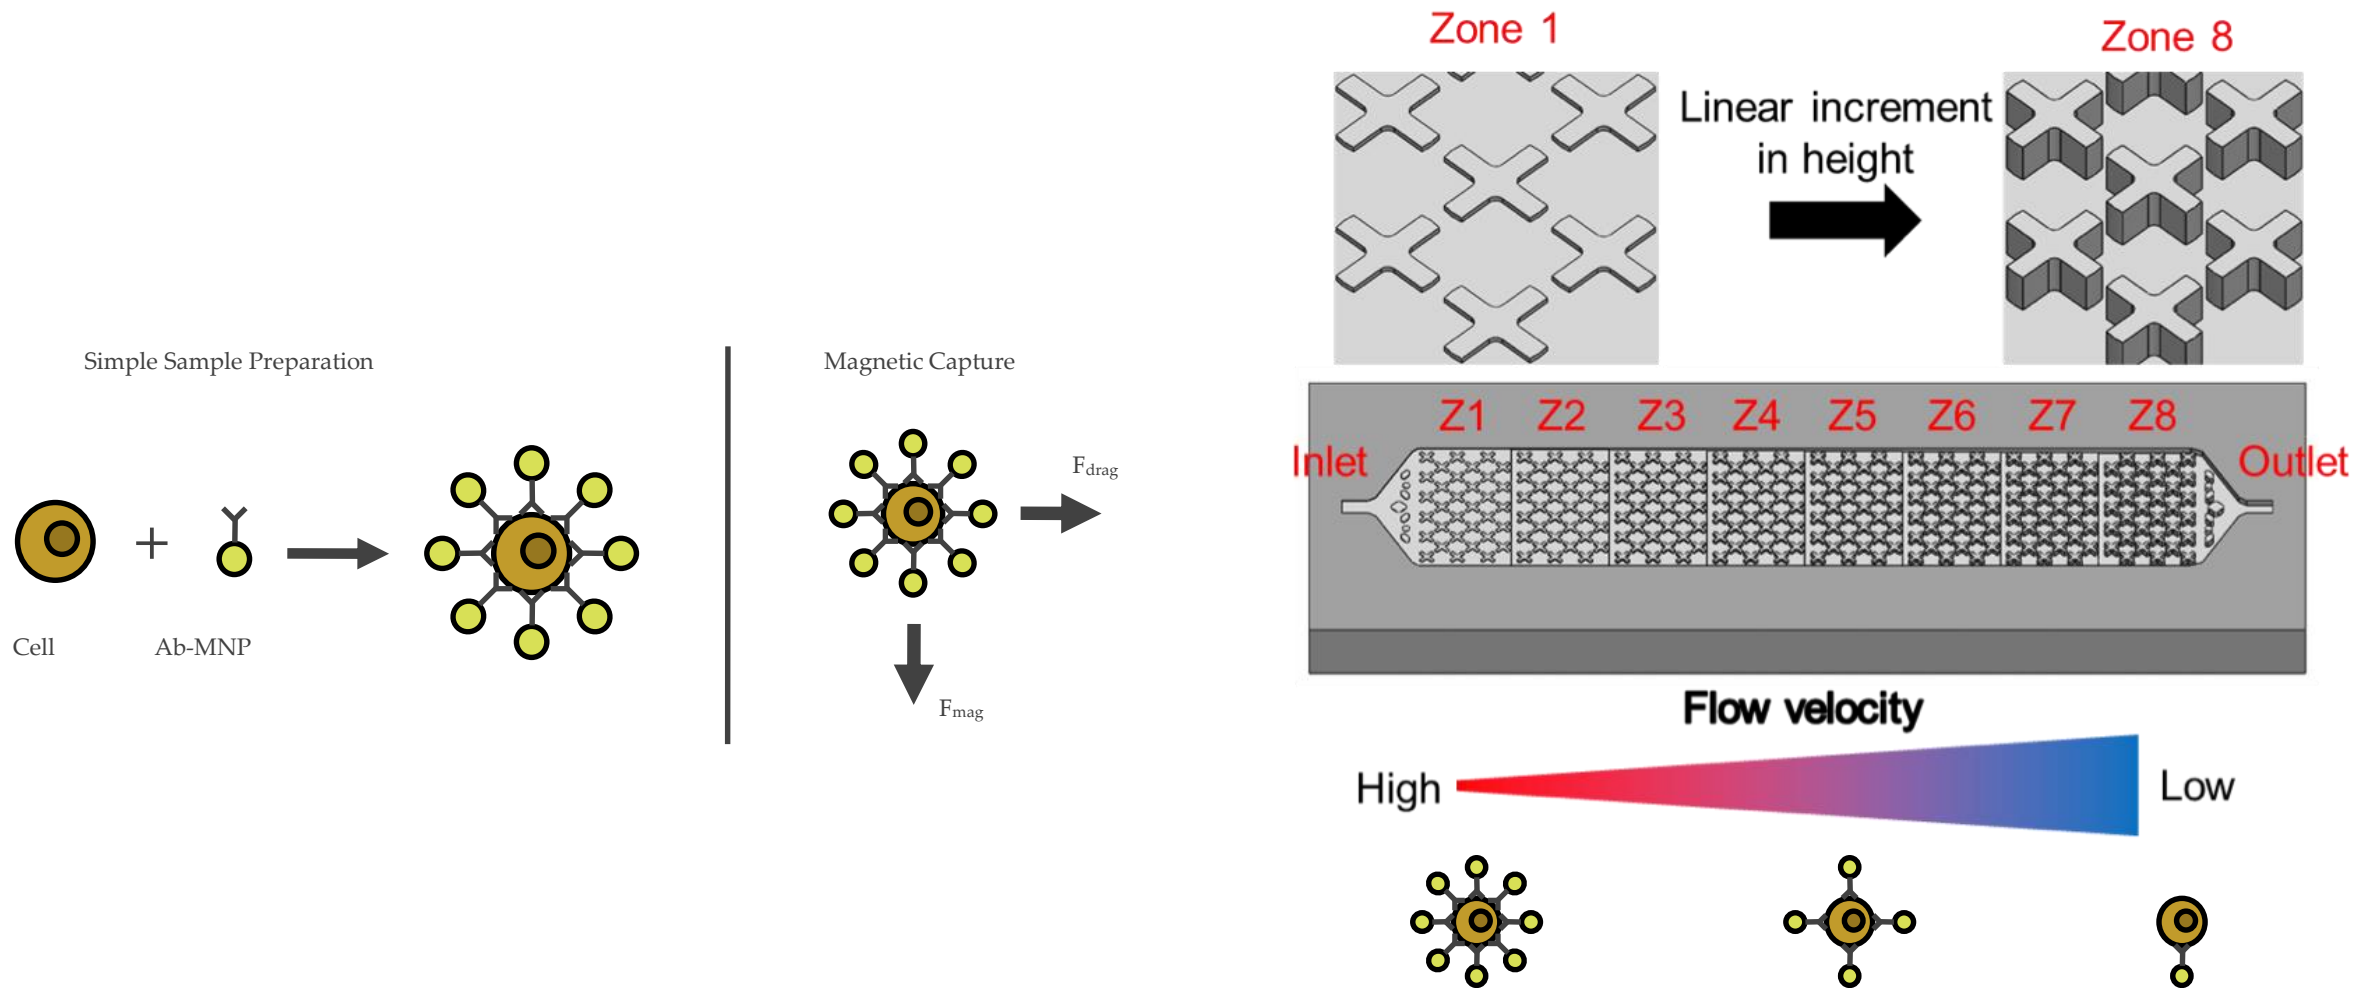 Simple Sample Preparation
Cell
+
Ab-MNP
Magnetic Capture
Fdrag
Fmag
Zone 1
Zone 8
Linear increment
in height
Z1 Z2 Z3 Z4 Z5 Z6 Z7 Z8
Inlet
Outlet
Flow velocity
High
Low